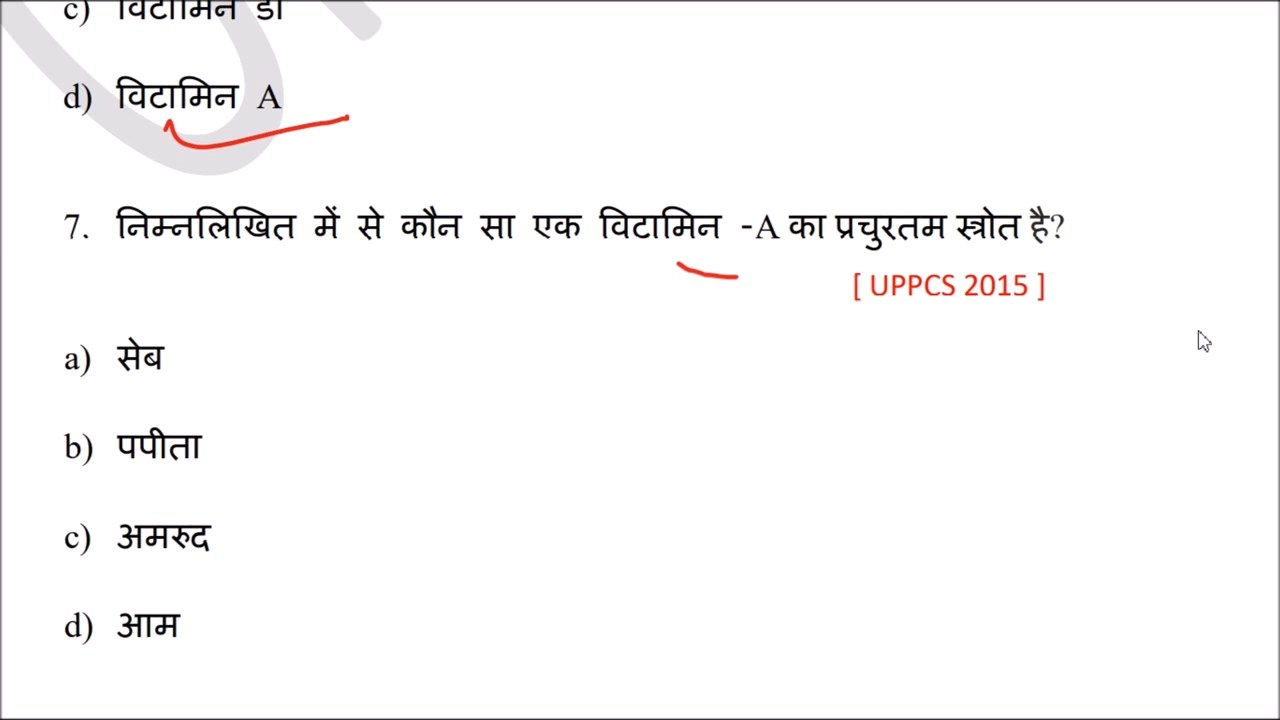 c) विटामिन डी
d) विटामिन A
7. निम्नलिखित में से कौन सा एक विटामिन -A का प्रचुरतम स्त्रोत है?
[ UPPCS 2015 ]
a) सेब
b) पपीता
c) अमरुद
d) आम